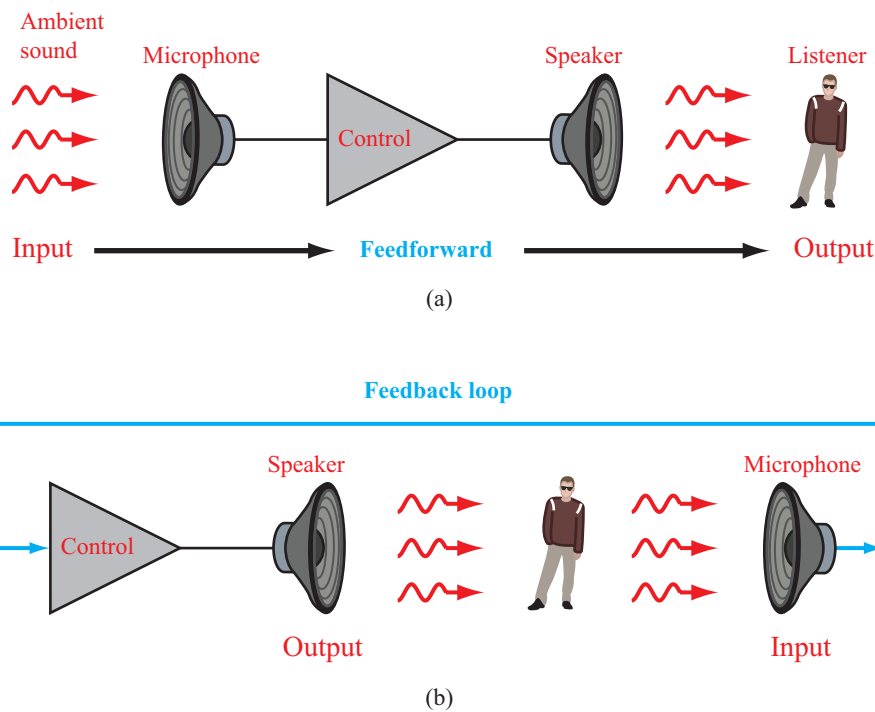 Ambient
sound
Microphone
Speaker
Listener
Control
Input
Feedforward
Output
(a)
Feedback loop
Speaker
Microphone
Control
Output
Input
(b)